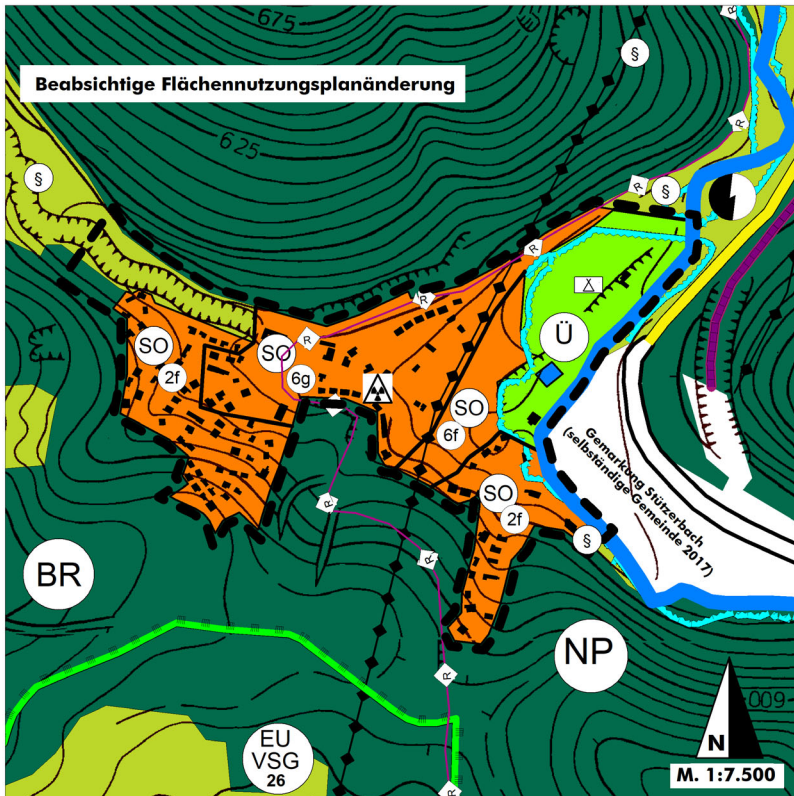 675
§
Beabsichtige Flächennutzungsplanänderung
R
625
R
§
§
R
R
R
SO
SO
2f
6g
Ü
SO
6f
SO
2f
Gemarkung Stützerbach
(selbständige Gemeinde 2017)
§
R
R
BR
NP
R
009
EU
VSG
26
N
M. 1:7.500
R